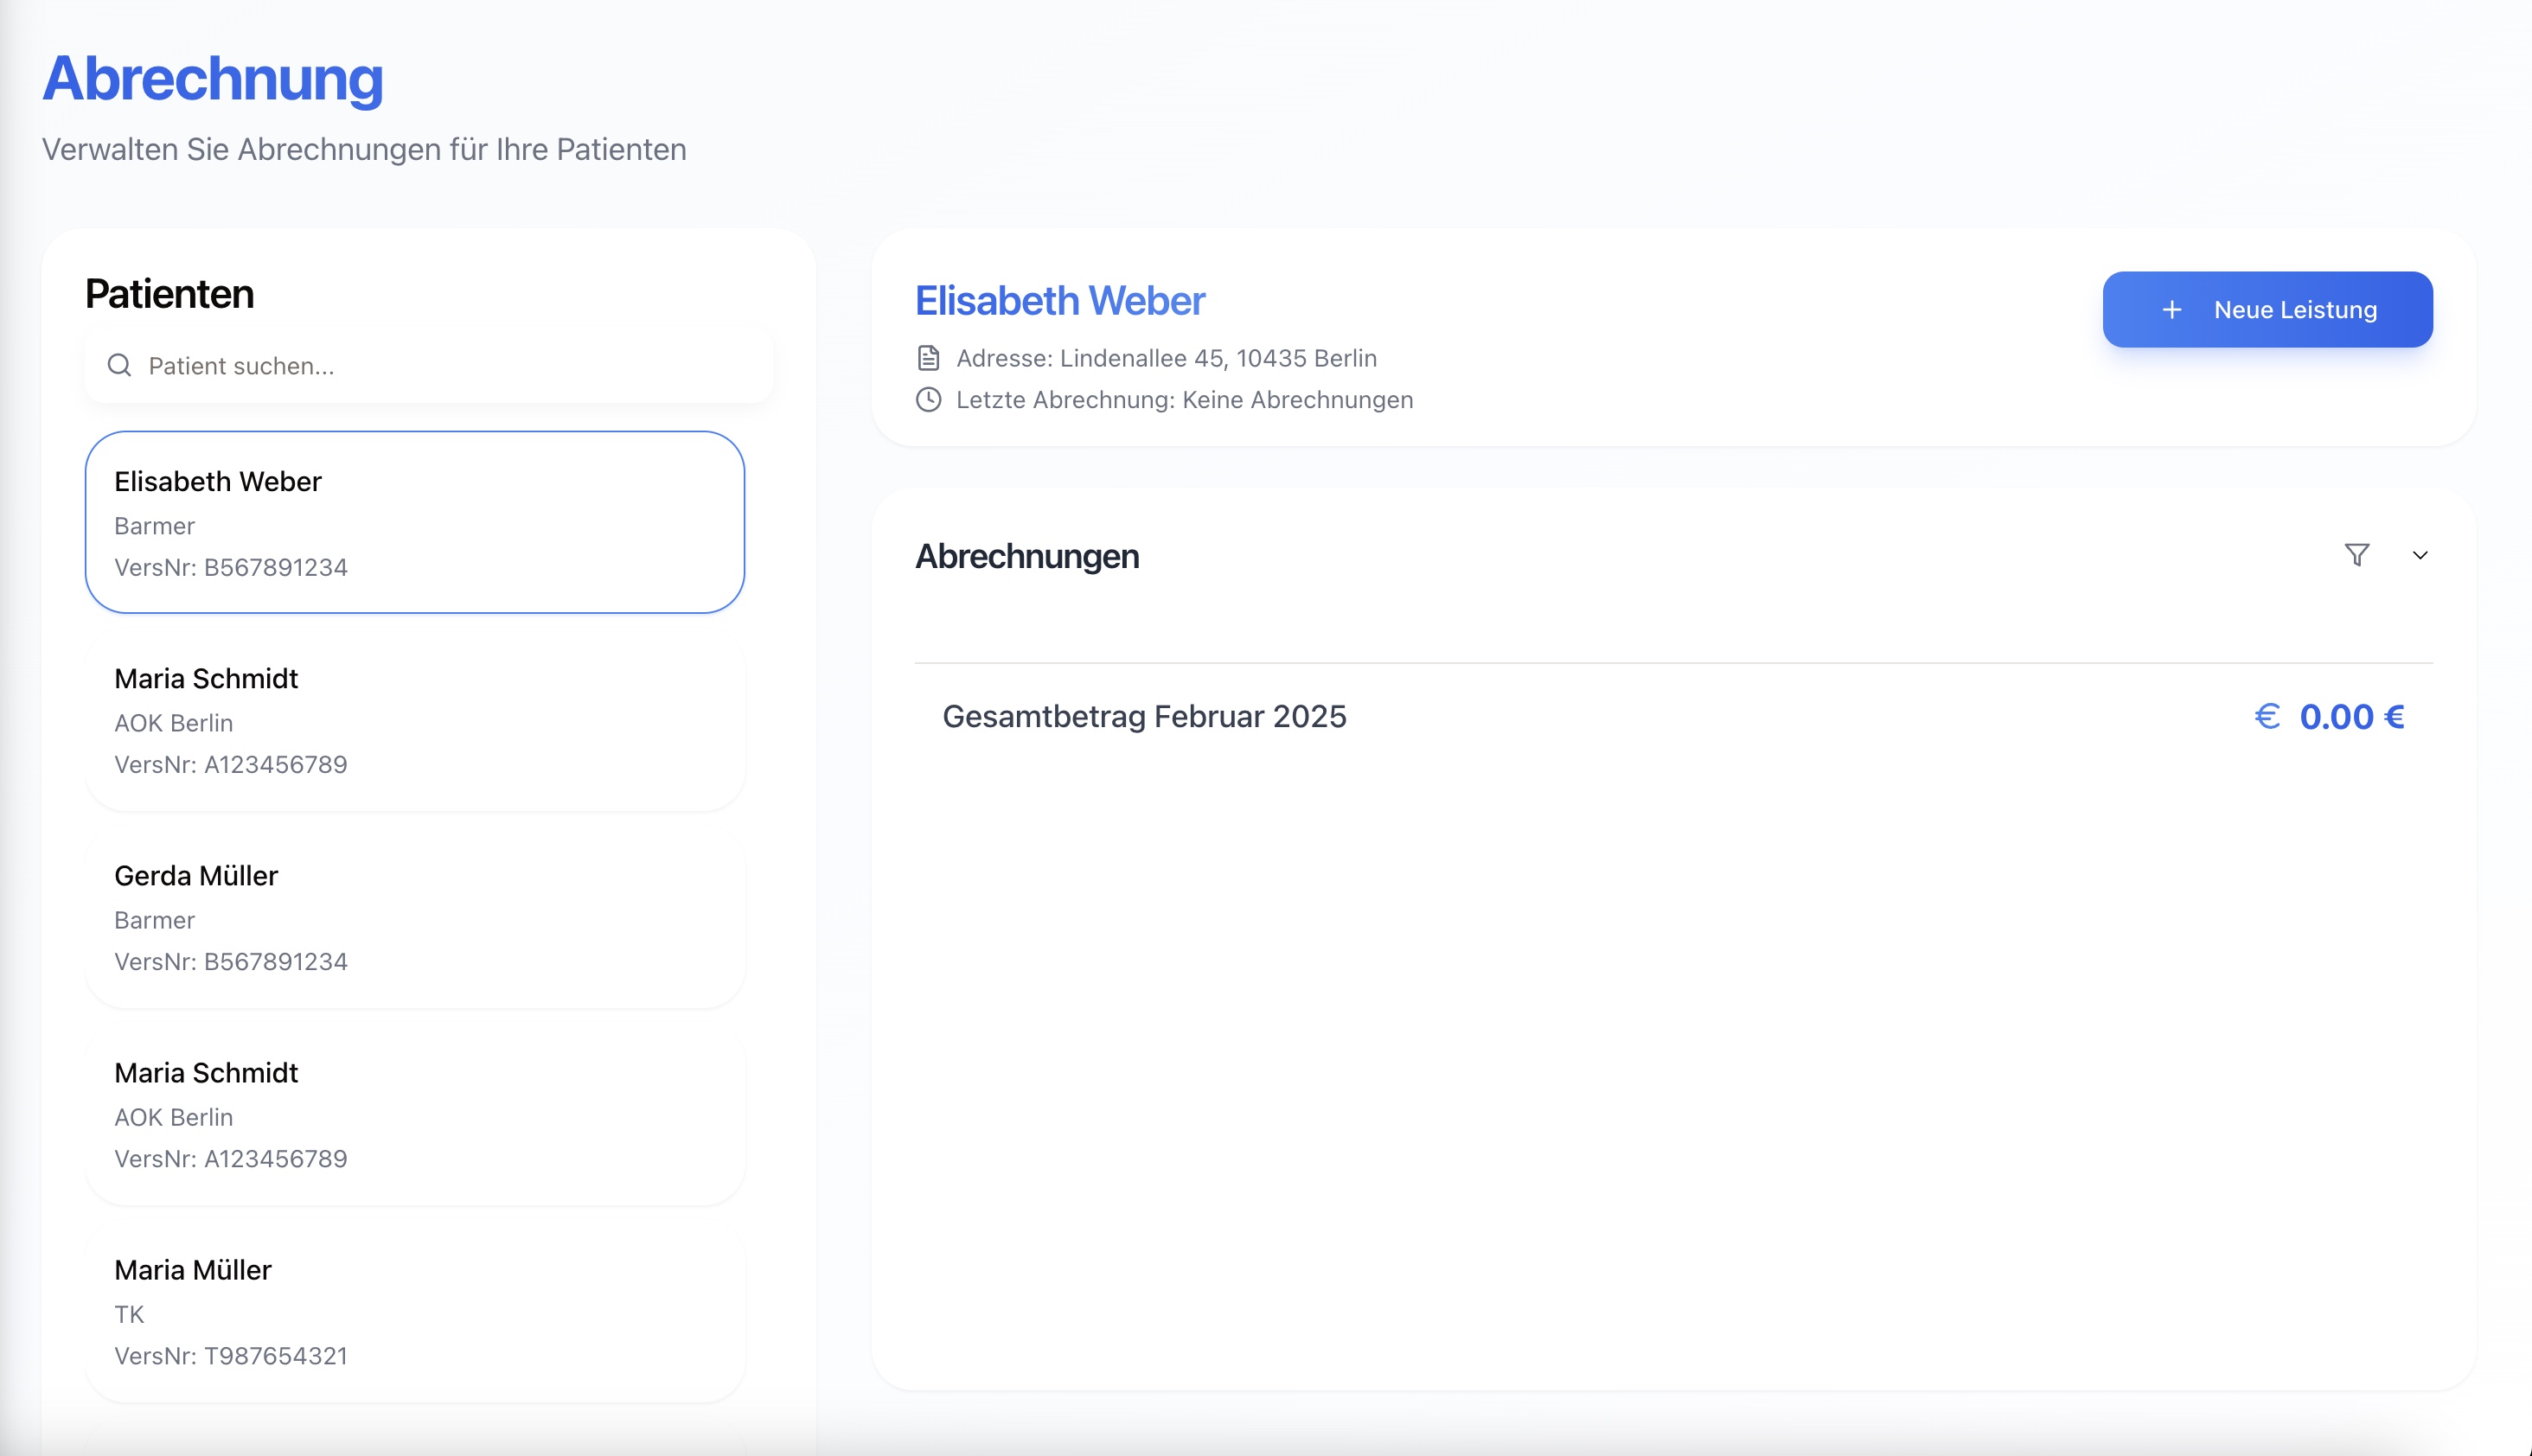 Abrechnung
Verwalten Sie Abrechnungen für Ihre Patienten
Patienten
Patient suchen...
Elisabeth Weber
Barmer
VersNr: B567891234
Maria Schmidt
AOK Berlin
VersNr: A123456789
Gerda Müller
Barmer
VersNr: B567891234
Maria Schmidt
AOK Berlin
VersNr: A123456789
Maria Müller
TK
VersNr: T987654321
Elisabeth Weber
Adresse: Lindenallee 45, 10435 Berlin
Letzte Abrechnung: Keine Abrechnungen
+ Neue Leistung
Abrechnungen
Gesamtbetrag Februar 2025
€ 0.00 €